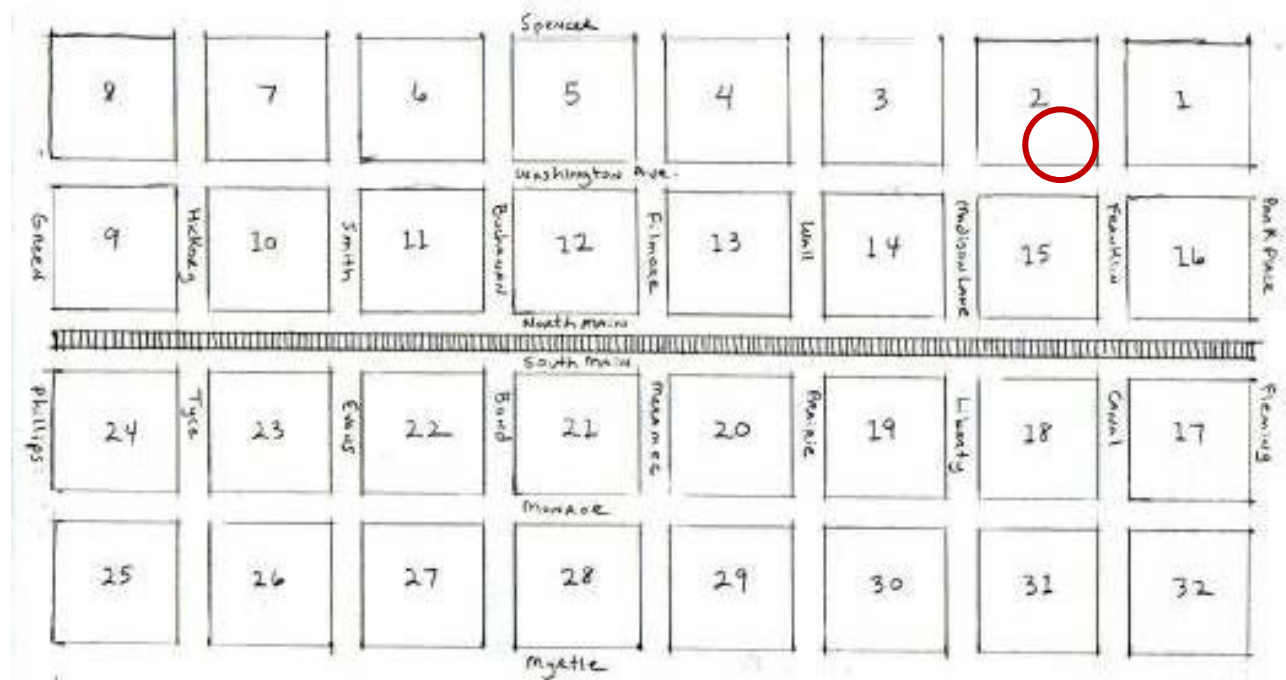 Spencer
8 7 6 5 4 3 2 1
Washington Ave.
Green
9
Hickory
10
Smith
11
Buchanan
12
Filmore
13
Wall
14
Madison Lane
15
Franklin
16
Park Place
North Main
South Main
Phillips
24
Tyce
23
Evans
22
Bond
21
Meramec
20
Prairie
19
Liberty
18
Canal
17
Fleming
Monroe
25 26 27 28 29 30 31 32
Myrtle